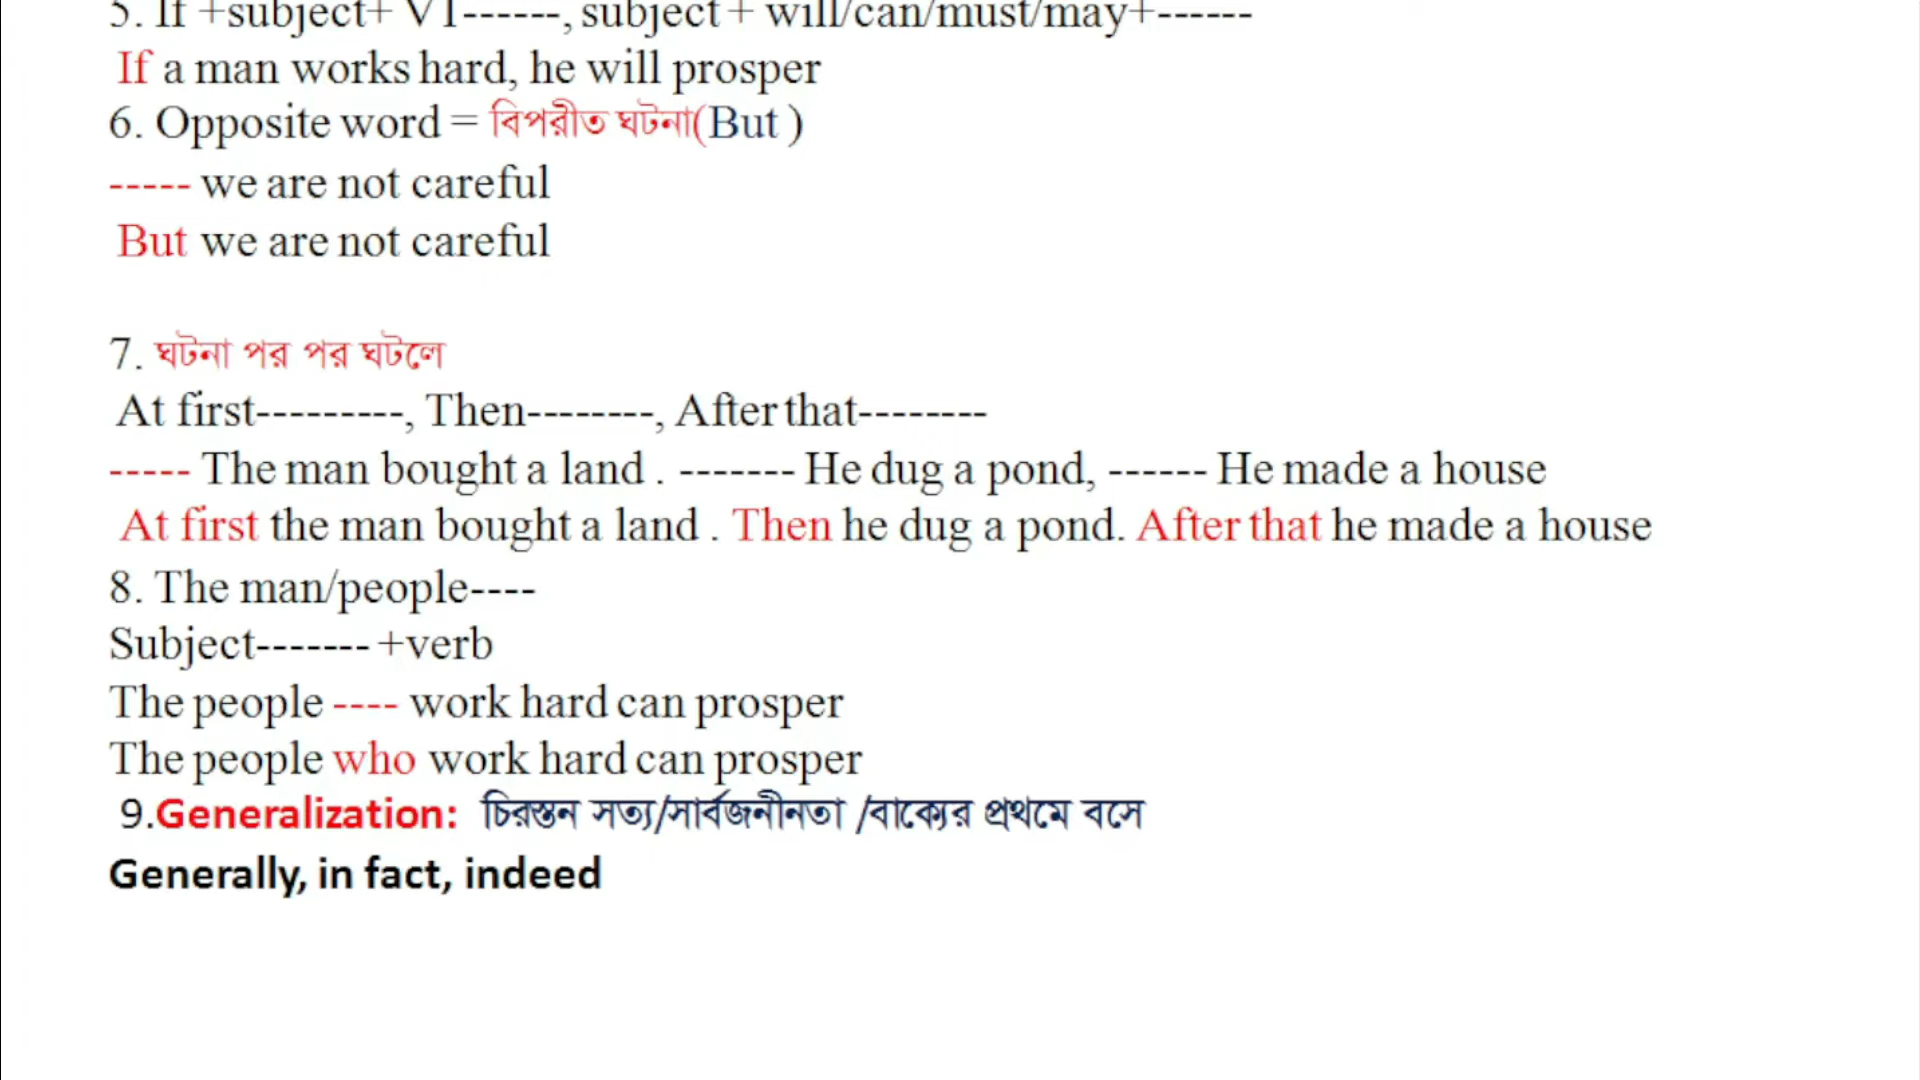 5. If +subject+ V1------, subject + will/can/must/may+------
If a man works hard, he will prosper
6. Opposite word = বিপরীত ঘটনা(But )
----- we are not careful
But we are not careful
7. ঘটনা পর পর ঘটলে
At first---------, Then--------, After that--------
----- The man bought a land . ------- He dug a pond, ------ He made a house
At first the man bought a land . Then he dug a pond. After that he made a house
8. The man/people----
Subject------- +verb
The people ---- work hard can prosper
The people who work hard can prosper
9.Generalization: চিরন্তন সত্য/সার্বজনীনতা /বাক্যের প্রথমে বসে
Generally, in fact, indeed